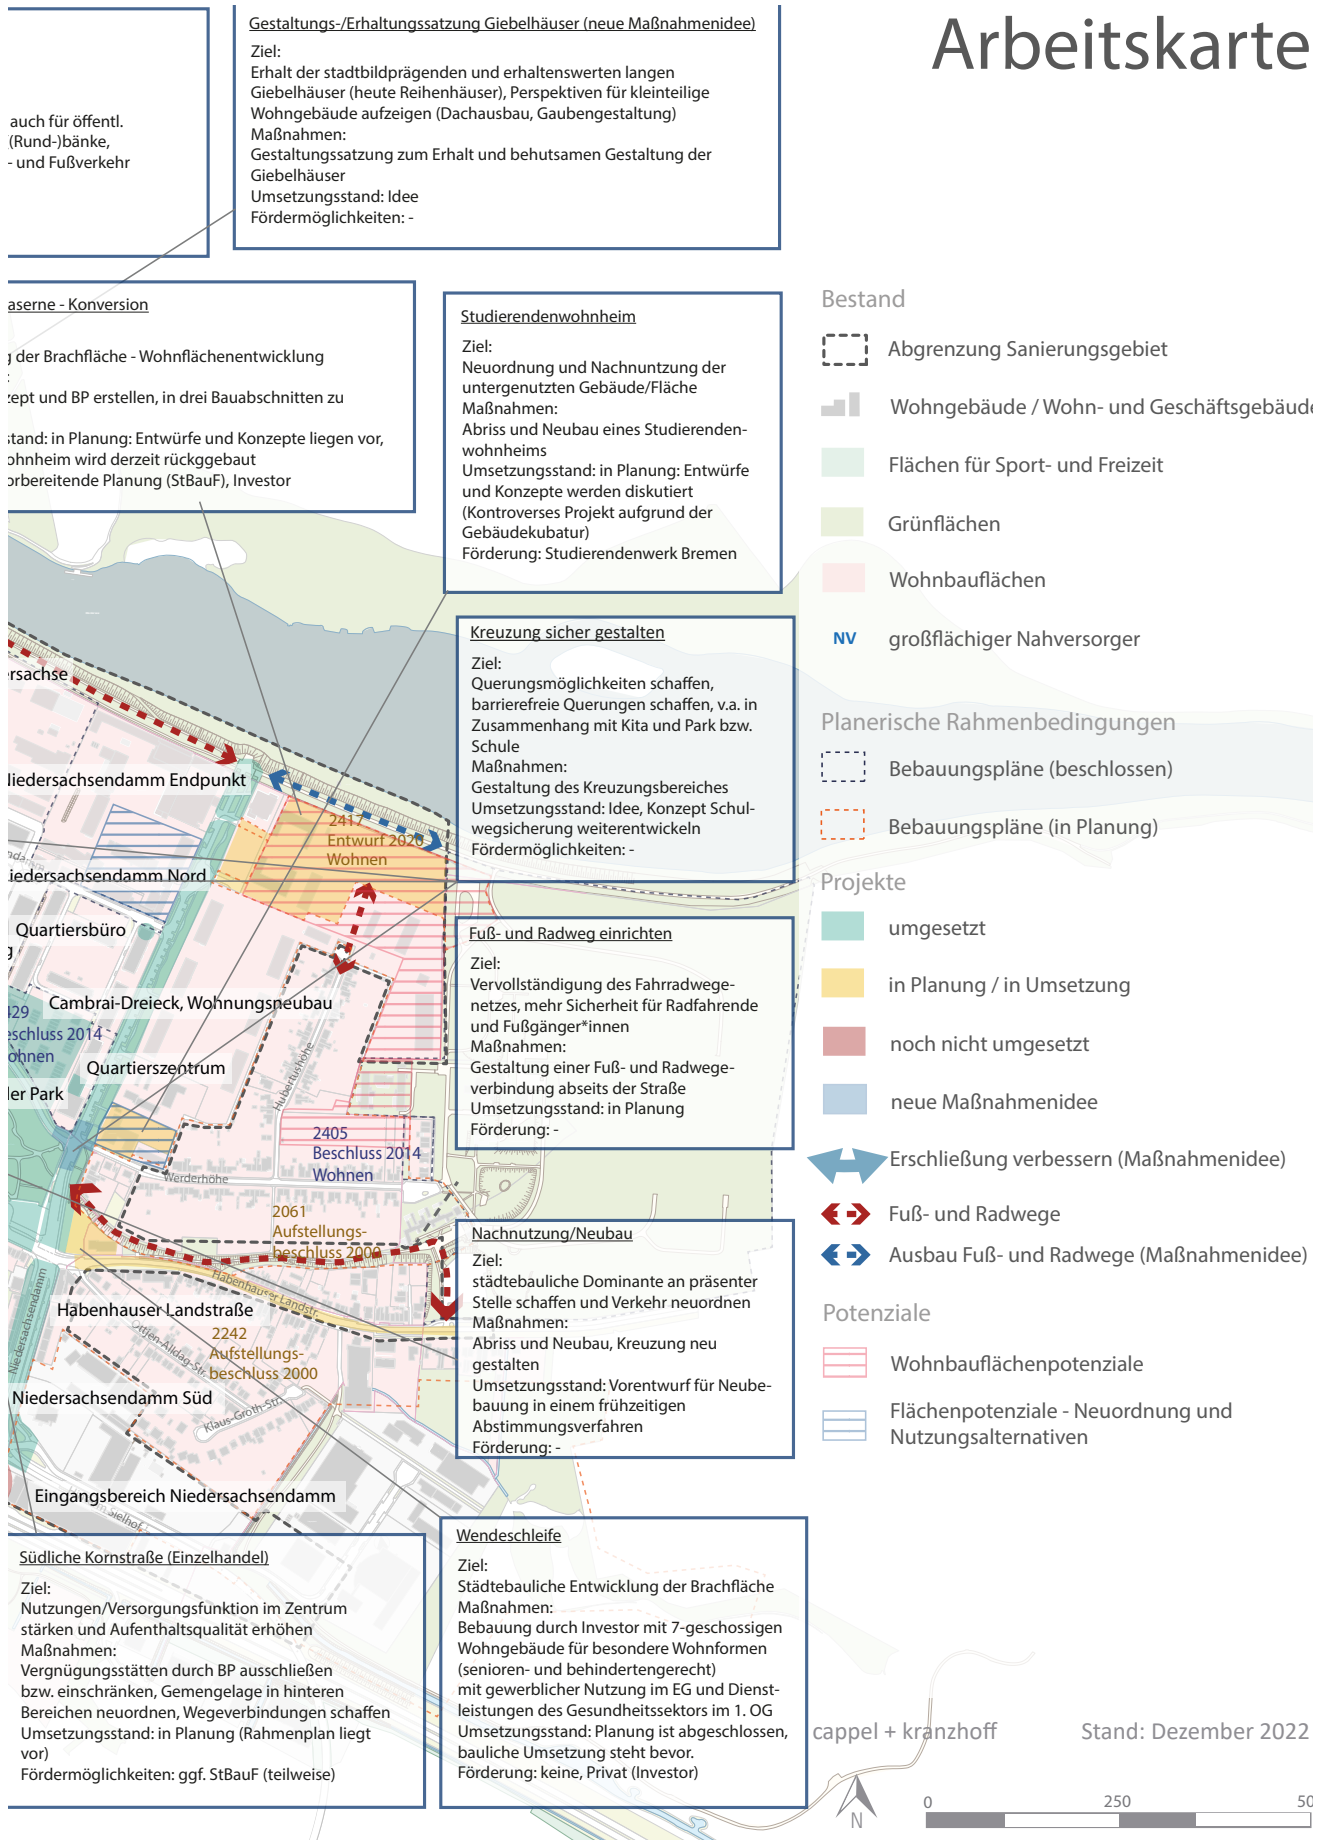 Arbeitskarte
Gestaltungs-/Erhaltungssatzung Giebelhäuser (neue Maßnahmenidee)
Ziel:
Erhalt der stadtbildprägenden und erhaltenswerten langen
Giebelhäuser (heute Reihenhäuser), Perspektiven für kleinteilige
Wohngebäude aufzeigen (Dachausbau, Gaubengestaltung)
Maßnahmen:
Gestaltungssatzung zum Erhalt und behutsamen Gestaltung der
Giebelhäuser
Umsetzungsstand: Idee
Fördermöglichkeiten: -
auch für öffentl.
(Rund-)bänke,
- und Fußverkehr
aserne - Konversion
g der Brachfläche - Wohnflächenentwicklung
:
zept und BP erstellen, in drei Bauabschnitten zu
stand: in Planung: Entwürfe und Konzepte liegen vor,
ohnheim wird derzeit rückggebaut
orbereitende Planung (StBauF), Investor
Studierendenwohnheim
Ziel:
Neuordnung und Nachnuntzung der
untergenutzten Gebäude/Fläche
Maßnahmen:
Abriss und Neubau eines Studierenden-
wohnheims
Umsetzungsstand: in Planung: Entwürfe
und Konzepte werden diskutiert
(Kontroverses Projekt aufgrund der
Gebäudekubatur)
Förderung: Studierendenwerk Bremen
Kreuzung sicher gestalten
Ziel:
Querungsmöglichkeiten schaffen,
barrierefreie Querungen schaffen, v.a. in
Zusammenhang mit Kita und Park bzw.
Schule
Maßnahmen:
Gestaltung des Kreuzungsbereiches
Umsetzungsstand: Idee, Konzept Schul-
wegsicherung weiterentwickeln
Fördermöglichkeiten: -
Fuß- und Radweg einrichten
Ziel:
Vervollständigung des Fahrradwege-
netzes, mehr Sicherheit für Radfahrende
und Fußgänger*innen
Maßnahmen:
Gestaltung einer Fuß- und Radwege-
verbindung abseits der Straße
Umsetzungsstand: in Planung
Förderung: -
Nachnutzung/Neubau
Ziel:
städtebauliche Dominante an präsenter
Stelle schaffen und Verkehr neuordnen
Maßnahmen:
Abriss und Neubau, Kreuzung neu
gestalten
Umsetzungsstand: Vorentwurf für Neube-
bauung in einem frühzeitigen
Abstimmungsverfahren
Förderung: -
Wendeschleife
Ziel:
Städtebauliche Entwicklung der Brachfläche
Maßnahmen:
Bebauung durch Investor mit 7-geschossigen
Wohngebäude für besondere Wohnformen
(senioren- und behindertengerecht)
mit gewerblicher Nutzung im EG und Dienst-
leistungen des Gesundheitssektors im 1. OG
Umsetzungsstand: Planung ist abgeschlossen,
bauliche Umsetzung steht bevor.
Förderung: keine, Privat (Investor)
Südliche Kornstraße (Einzelhandel)
Ziel:
Nutzungen/Versorgungsfunktion im Zentrum
stärken und Aufenthaltsqualität erhöhen
Maßnahmen:
Vergnügungsstätten durch BP ausschließen
bzw. einschränken, Gemengelage in hinteren
Bereichen neuordnen, Wegeverbindungen schaffen
Umsetzungsstand: in Planung (Rahmenplan liegt
vor)
Fördermöglichkeiten: ggf. StBauF (teilweise)
ersachse
Niedersachsendamm Endpunkt
2417
Entwurf 2020
Wohnen
iedersachsendamm Nord
Quartiersbüro
g
Cambrai-Dreieck, Wohnungsneubau
429
eschluss 2014
ohnen
Quartierszentrum
ler Park
Hubertushöhe
2405
Beschluss 2014
Wohnen
Werderhöhe
2061
Aufstellungs-
beschluss 2000
Habenhauser Landstr.
Habenhauser Landstraße
Niedersachsendamm
Ottjen-Alldag-Str.
2242
Aufstellungs-
beschluss 2000
Niedersachsendamm Süd
Klaus-Groth-Str.
Eingangsbereich Niedersachsendamm
m Sielhof
Bestand
Abgrenzung Sanierungsgebiet
Wohngebäude / Wohn- und Geschäftsgebäude
Flächen für Sport- und Freizeit
Grünflächen
Wohnbauflächen
NV großflächiger Nahversorger
Planerische Rahmenbedingungen
Bebauungspläne (beschlossen)
Bebauungspläne (in Planung)
Projekte
umgesetzt
in Planung / in Umsetzung
noch nicht umgesetzt
neue Maßnahmenidee
Erschließung verbessern (Maßnahmenidee)
Fuß- und Radwege
Ausbau Fuß- und Radwege (Maßnahmenidee)
Potenziale
Wohnbauflächenpotenziale
Flächenpotenziale - Neuordnung und
Nutzungsalternativen
cappel + kranzhoff Stand: Dezember 2022
N
0 250 50